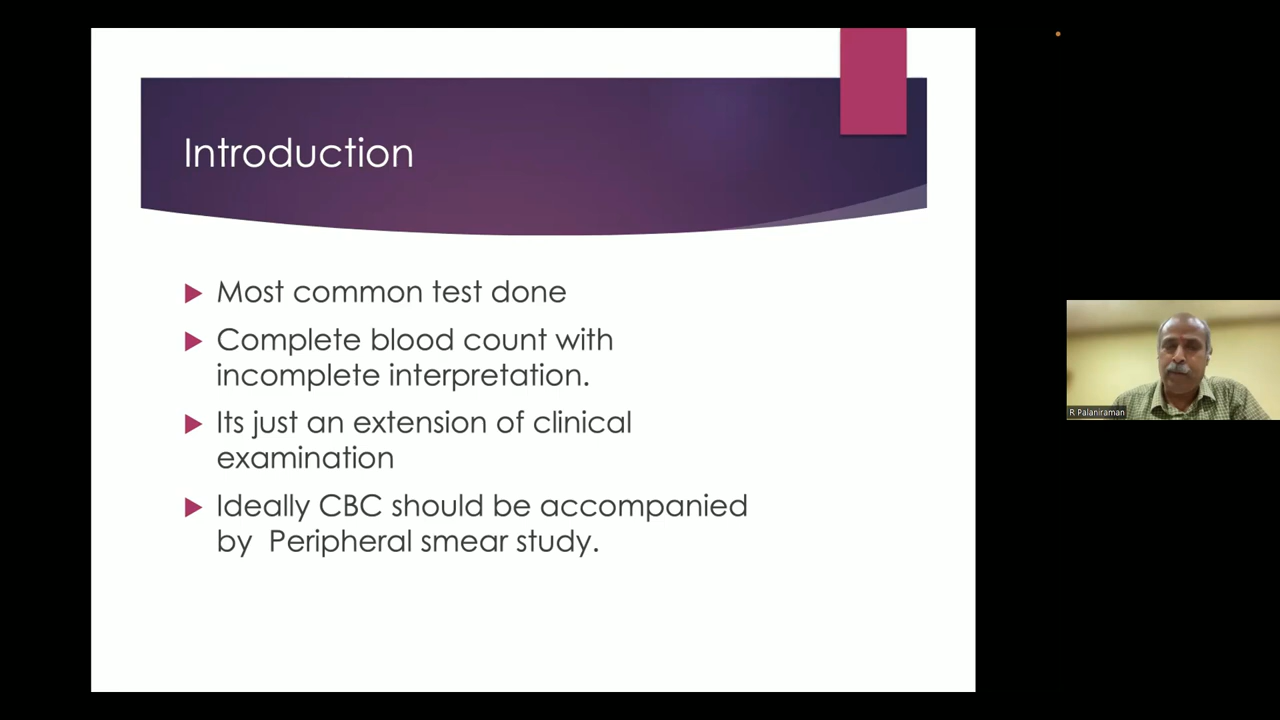 Introduction
Most common test done
Complete blood count with
incomplete interpretation.
Its just an extension of clinical
examination
Ideally CBC should be accompanied
by Peripheral smear study.
R Palaniraman